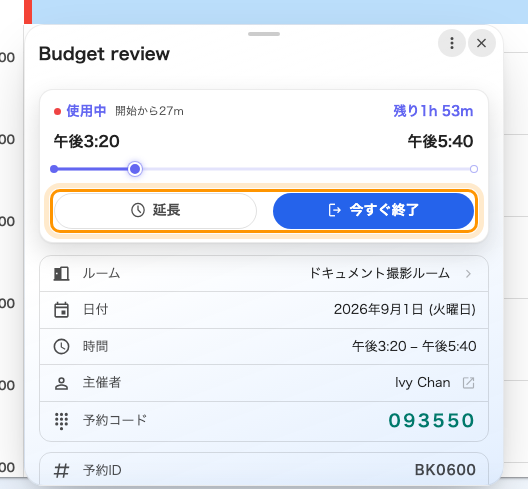 Budget review
使用中 開始から27m 残り1h 53m
午後3:20 午後5:40
延長 今すぐ終了
ルーム ドキュメント撮影ルーム
日付 2026年9月1日 (火曜日)
時間 午後3:20 – 午後5:40
主催者 Ivy Chan
予約コード 093550
予約ID BK0600